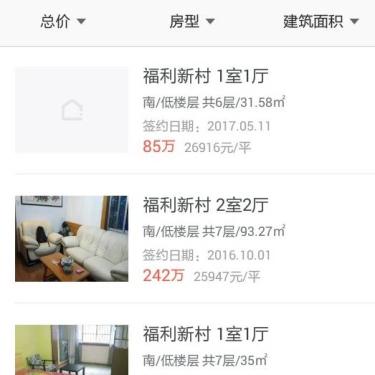 总价 房型 建筑面积
福利新村 1室1厅
南/低楼层 共6层/31.58㎡
签约日期：2017.05.11
85万 26916元/平
福利新村 2室2厅
南/低楼层 共7层/93.27㎡
签约日期：2016.10.01
242万 25947元/平
福利新村 1室1厅
南/低楼层 共7层/35㎡